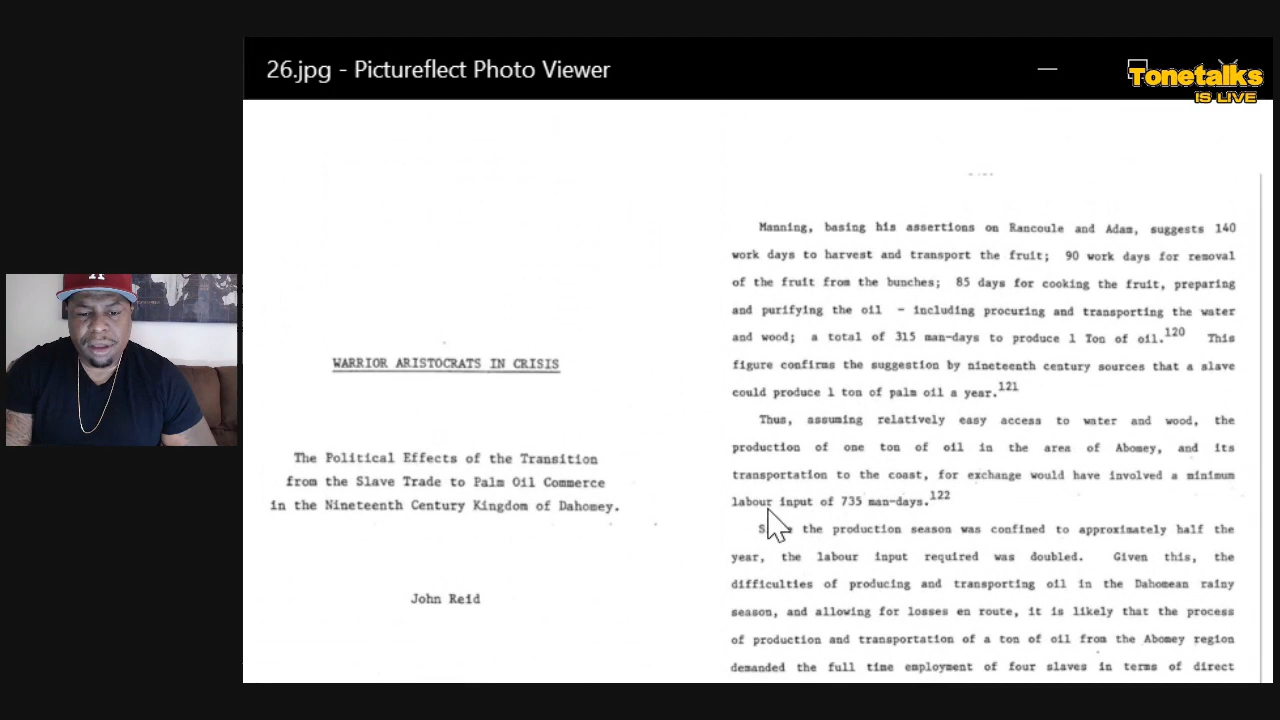 26.jpg - Pictureflect Photo Viewer
Tonetalks
IS LIVE
WARRIOR ARISTOCRATS IN CRISIS
The Political Effects of the Transition
from the Slave Trade to Palm Oil Commerce
in the Nineteenth Century Kingdom of Dahomey.
John Reid
Manning, basing his assertions on Rancoule and Adam, suggests 140
work days to harvest and transport the fruit; 90 work days for removal
of the fruit from the bunches; 85 days for cooking the fruit, preparing
and purifying the oil - including procuring and transporting the water
and wood; a total of 315 man-days to produce 1 Ton of oil.120 This
figure confirms the suggestion by nineteenth century sources that a slave
could produce 1 ton of palm oil a year.121
Thus, assuming relatively easy access to water and wood, the
production of one ton of oil in the area of Abomey, and its
transportation to the coast, for exchange would have involved a minimum
labour input of 735 man-days.122
the production season was confined to approximately half the
year, the labour input required was doubled. Given this, the
difficulties of producing and transporting oil in the Dahomean rainy
season, and allowing for losses en route, it is likely that the process
of production and transportation of a ton of oil from the Abomey region
demanded the full time employment of four slaves in terms of direct